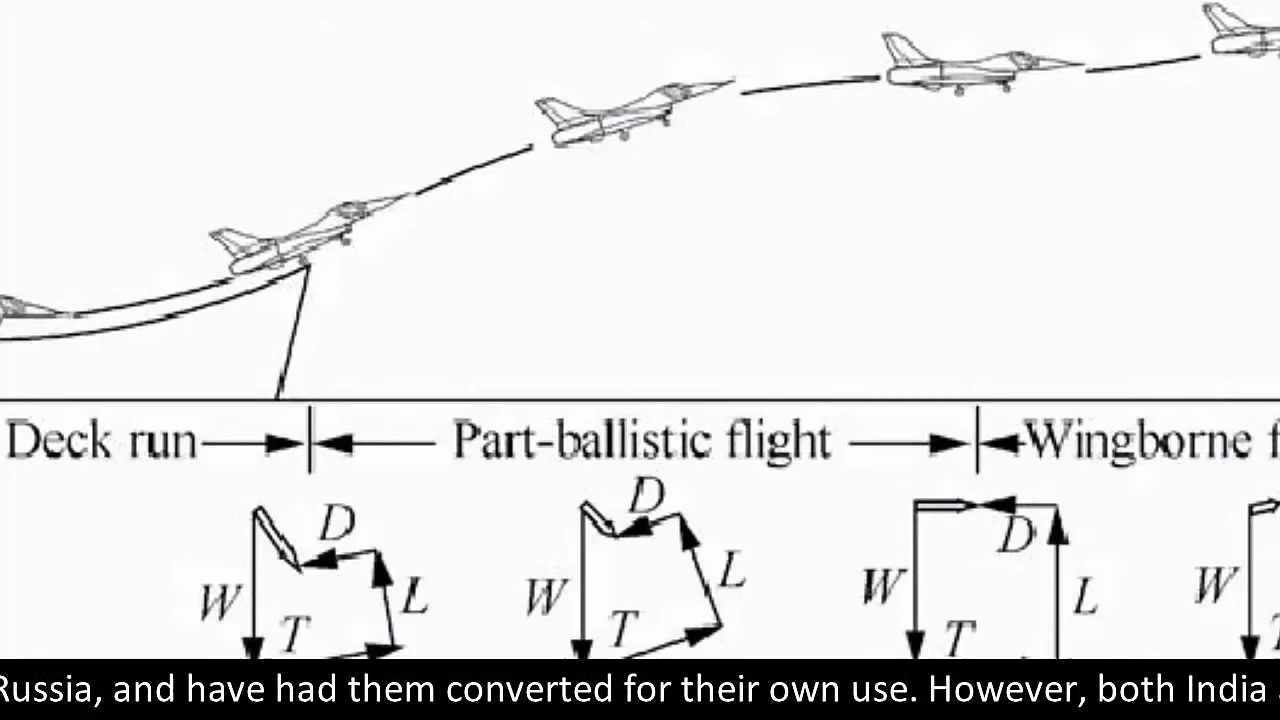 Deck run
Part-ballistic flight
Wingborne f
D
D
D
W
L
W
L
W
L
W
T
T
T
Russia, and have had them converted for their own use. However, both India